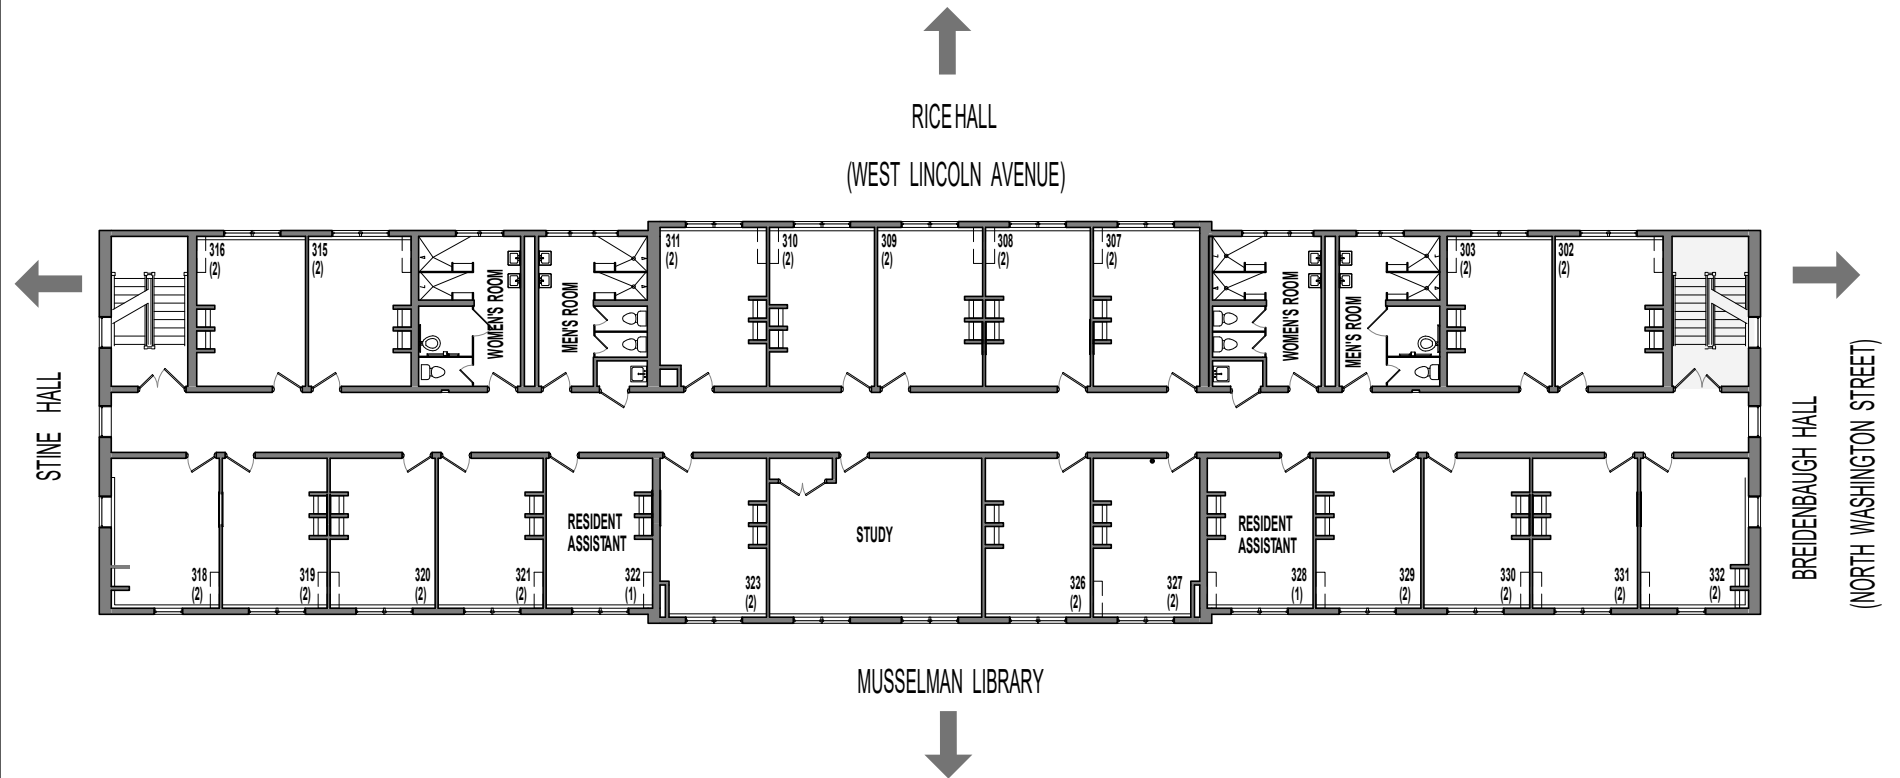 RICE HALL
(WEST LINCOLN AVENUE)
STINE HALL
316
(2)
315
(2)
WOMEN'S ROOM
MEN'S ROOM
311
(2)
310
(2)
309
(2)
308
(2)
307
(2)
WOMEN'S ROOM
MEN'S ROOM
303
(2)
302
(2)
BREIDENBAUGH HALL
(NORTH WASHINGTON STREET)
318
(2)
319
(2)
320
(2)
321
(2)
RESIDENT
ASSISTANT
322
(1)
323
(2)
STUDY
326
(2)
327
(2)
RESIDENT
ASSISTANT
328
(1)
329
(2)
330
(2)
331
(2)
332
(2)
MUSSELMAN LIBRARY